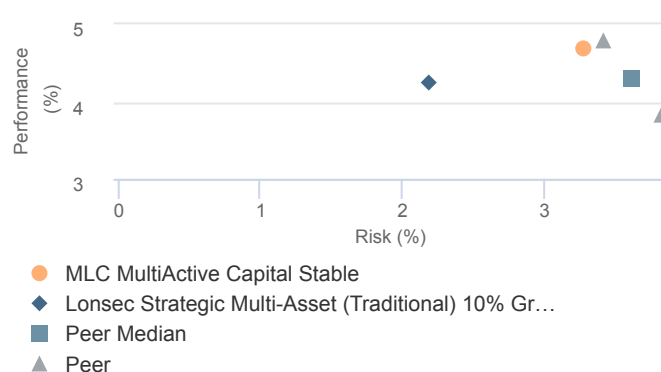 5
Performance
(%)
4
3
0 1 2 3
Risk (%)
MLC MultiActive Capital Stable
Lonsec Strategic Multi-Asset (Traditional) 10% Gr…
Peer Median
Peer